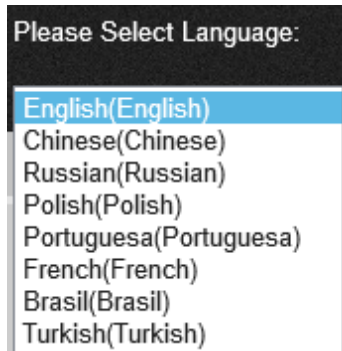 Please Select Language:
English(English)
Chinese(Chinese)
Russian(Russian)
Polish(Polish)
Portuguesa(Portuguesa)
French(French)
Brasil(Brasil)
Turkish(Turkish)